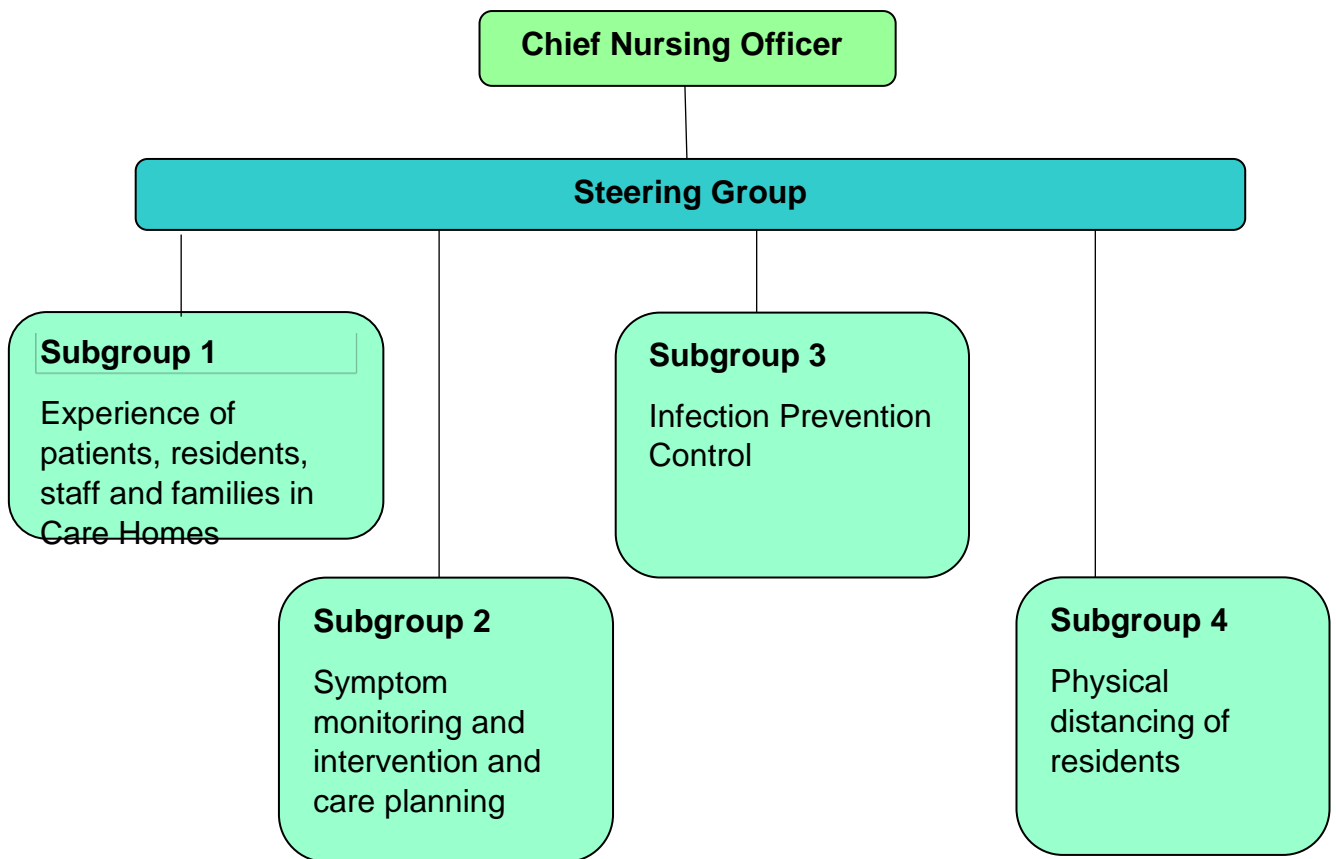 Chief Nursing Officer
Steering Group
Subgroup 1
Experience of
patients, residents,
staff and families in
Care Homes
Subgroup 2
Symptom
monitoring and
intervention and
care planning
Subgroup 3
Infection Prevention
Control
Subgroup 4
Physical
distancing of
residents